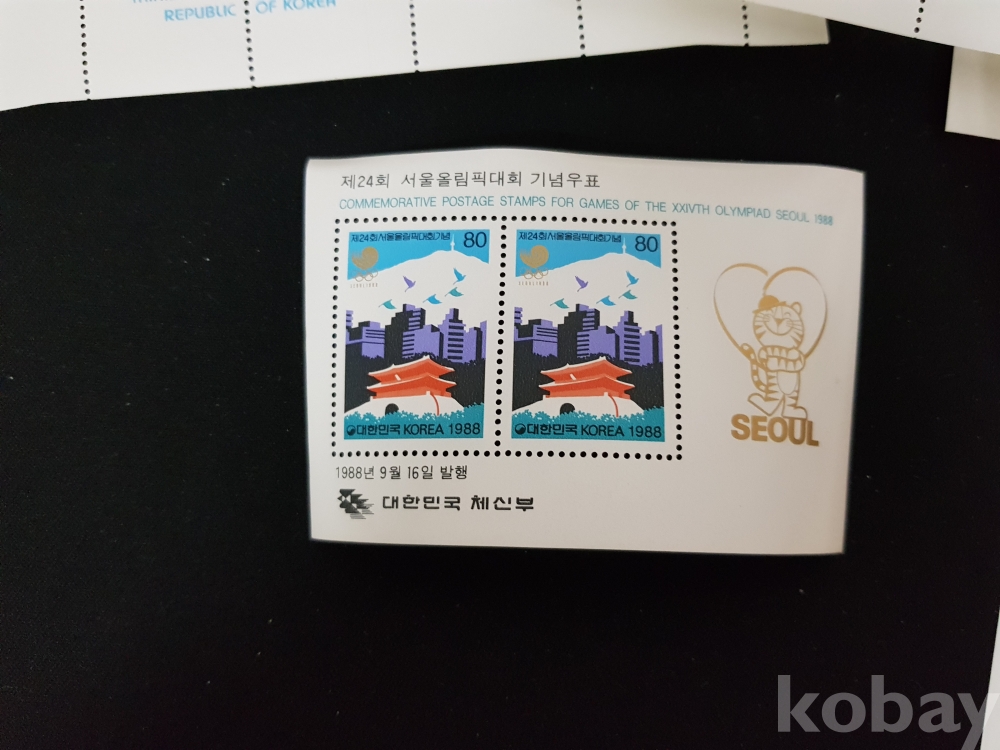 REPUBLIC OF KOREA
제24회 서울올림픽대회 기념우표
COMMEMORATIVE POSTAGE STAMPS FOR GAMES OF THE XXIVTH OLYMPIAD SEOUL 1988
제24회서울올림픽대회기념 80
SEOUL1988
대한민국 KOREA 1988
제24회서울올림픽대회기념 80
SEOUL1988
대한민국 KOREA 1988
SEOUL
1988년 9월 16일 발행
대한민국 체신부
kobay